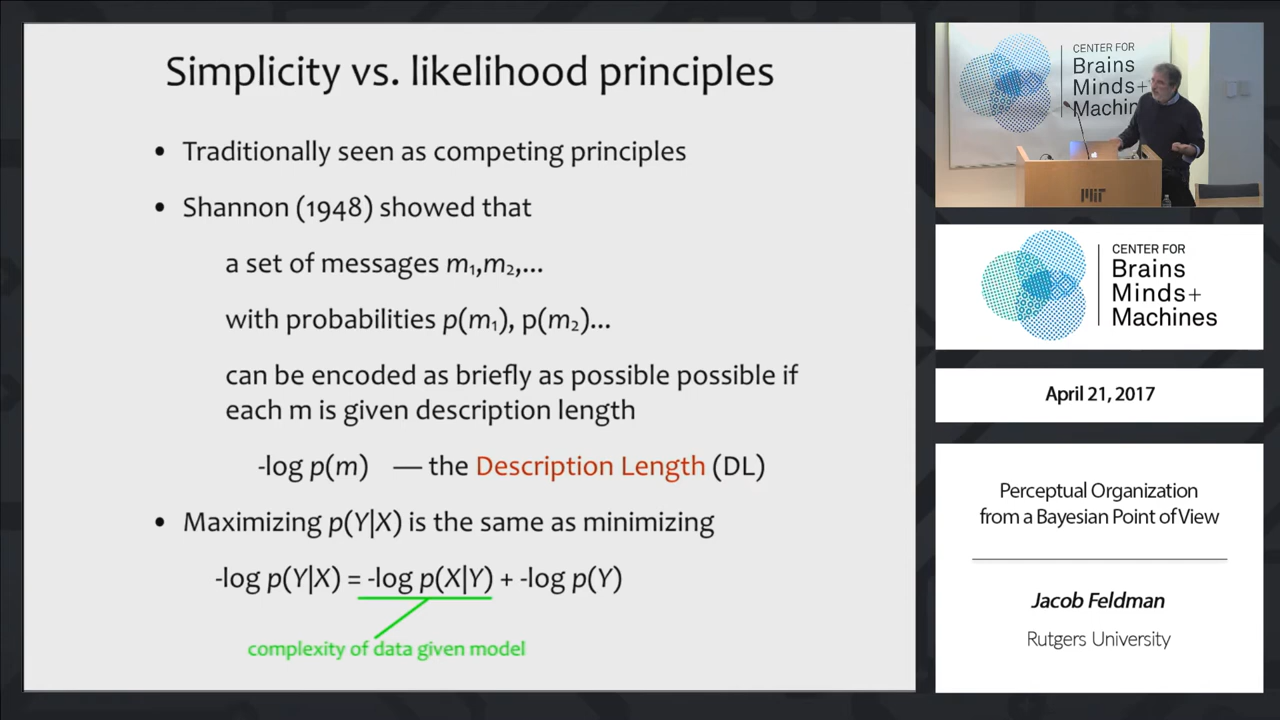 Simplicity vs. likelihood principles
• Traditionally seen as competing principles
• Shannon (1948) showed that
a set of messages m₁,m₂,...
with probabilities p(m₁), p(m₂)...
can be encoded as briefly as possible possible if
each m is given description length
-log p(m) — the Description Length (DL)
• Maximizing p(Y|X) is the same as minimizing
-log p(Y|X) = -log p(X|Y) + -log p(Y)
complexity of data given model
CENTER FOR
Brains
Minds+
Machine
MIT
CENTER FOR
Brains
Minds+
Machines
April 21, 2017
Perceptual Organization
from a Bayesian Point of View
Jacob Feldman
Rutgers University